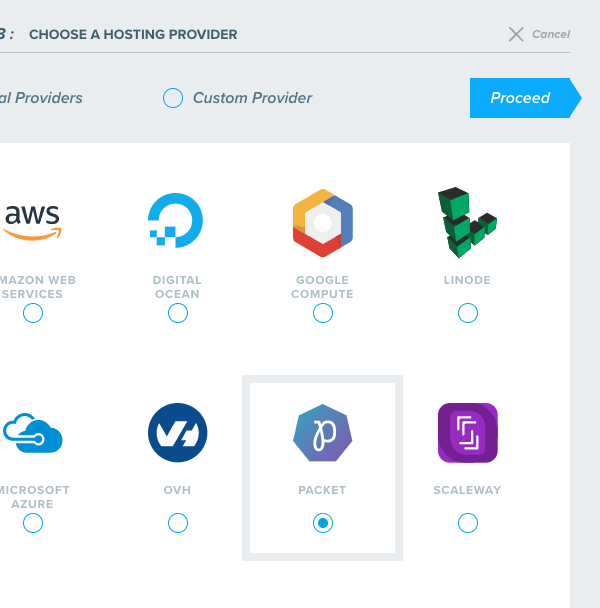 3 : CHOOSE A HOSTING PROVIDER
Cancel
al Providers
Custom Provider
Proceed
aws
MAZON WEB
SERVICES
DIGITAL
OCEAN
GOOGLE
COMPUTE
LINODE
MICROSOFT
AZURE
OVH
PACKET
SCALEWAY